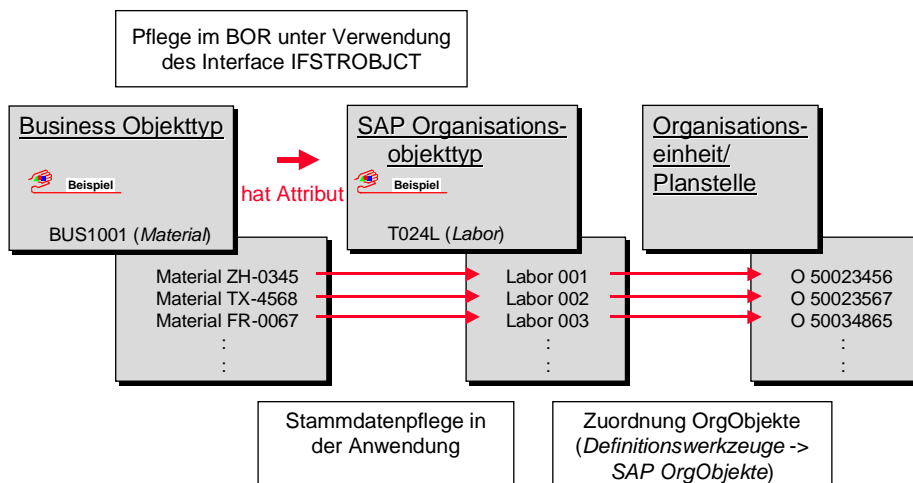 Pflege im BOR unter Verwendung
des Interface IFSTROBJCT
Business Objekttyp
Beispiel
BUS1001 (Material)
hat Attribut
SAP Organisations-
objekttyp
Beispiel
T024L (Labor)
Organisations-
einheit/
Planstelle
Material ZH-0345
Material TX-4568
Material FR-0067
:
:
Labor 001
Labor 002
Labor 003
:
:
O 50023456
O 50023567
O 50034865
:
:
Stammdatenpflege in
der Anwendung
Zuordnung OrgObjekte
(Definitionswerkzeuge ->
SAP OrgObjekte)